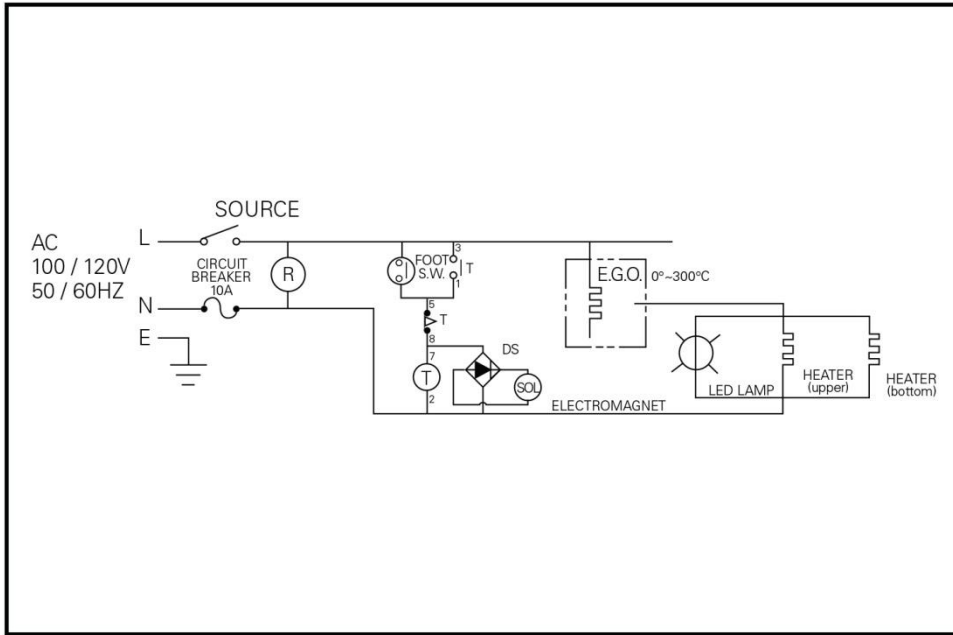 SOURCE
AC
100 / 120V
50 / 60HZ
L
N
E
CIRCUIT
BREAKER
10A
R
FOOT
S.W.
3
T
1
5
T
8
7
T
2
DS
SOL
ELECTROMAGNET
E.G.O.
0°~300°C
LED LAMP
HEATER
(upper)
HEATER
(bottom)